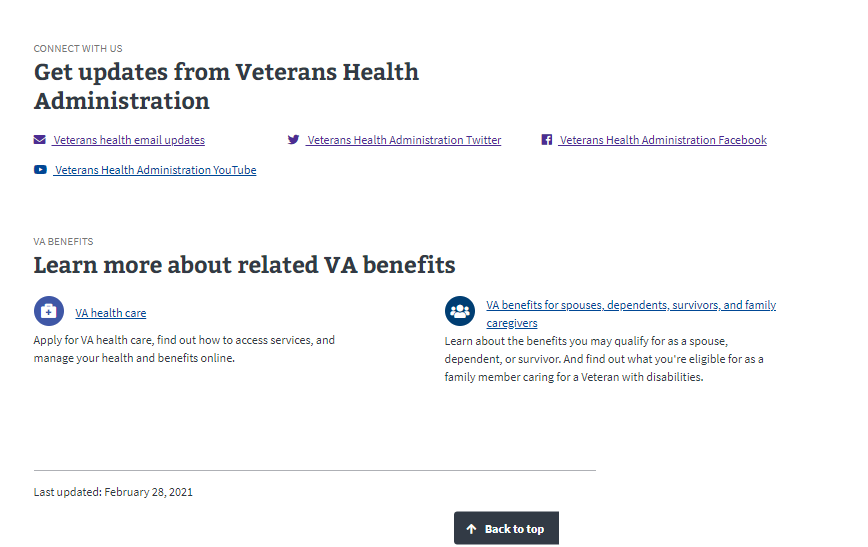 CONNECT WITH US
Get updates from Veterans Health
Administration
Veterans health email updates
Veterans Health Administration Twitter
Veterans Health Administration Facebook
Veterans Health Administration YouTube
VA BENEFITS
Learn more about related VA benefits
VA health care
Apply for VA health care, find out how to access services, and
manage your health and benefits online.
VA benefits for spouses, dependents, survivors, and family
caregivers
Learn about the benefits you may qualify for as a spouse,
dependent, or survivor. And find out what you're eligible for as a
family member caring for a Veteran with disabilities.
Last updated: February 28, 2021
Back to top